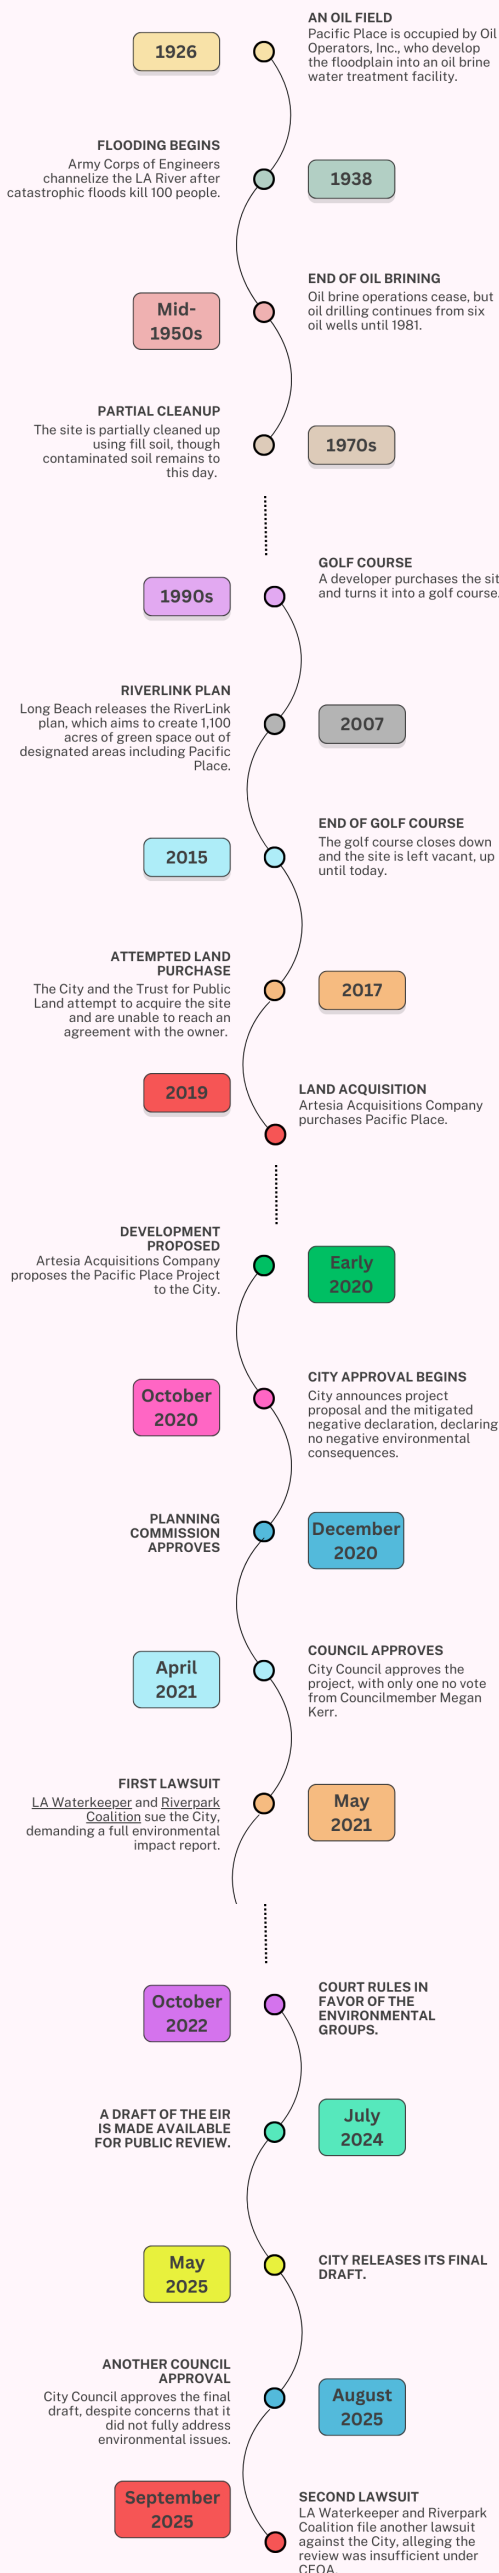 AN OIL FIELD
1926
Pacific Place is occupied by Oil
Operators, Inc., who develop
the floodplain into an oil brine
water treatment facility.
FLOODING BEGINS
Army Corps of Engineers
channelize the LA River after
catastrophic floods kill 100 people.
1938
END OF OIL BRINING
Mid-
1950s
Oil brine operations cease, but
oil drilling continues from six
oil wells until 1981.
PARTIAL CLEANUP
The site is partially cleaned up
using fill soil, though
contaminated soil remains to
this day.
1970s
GOLF COURSE
1990s
A developer purchases the sit
and turns it into a golf course.
RIVERLINK PLAN
Long Beach releases the RiverLink
plan, which aims to create 1,100
acres of green space out of
designated areas including Pacific
Place.
2007
END OF GOLF COURSE
2015
The golf course closes down
and the site is left vacant, up
until today.
ATTEMPTED LAND
PURCHASE
The City and the Trust for Public
Land attempt to acquire the site
and are unable to reach an
agreement with the owner.
2017
2019
LAND ACQUISITION
Artesia Acquisitions Company
purchases Pacific Place.
DEVELOPMENT
PROPOSED
Artesia Acquisitions Company
proposes the Pacific Place Project
to the City.
Early
2020
CITY APPROVAL BEGINS
October
2020
City announces project
proposal and the mitigated
negative declaration, declaring
no negative environmental
consequences.
PLANNING
COMMISSION
APPROVES
December
2020
COUNCIL APPROVES
April
2021
City Council approves the
project, with only one no vote
from Councilmember Megan
Kerr.
FIRST LAWSUIT
LA Waterkeeper and Riverpark
Coalition sue the City,
demanding a full environmental
impact report.
May
2021
October
2022
COURT RULES IN
FAVOR OF THE
ENVIRONMENTAL
GROUPS.
A DRAFT OF THE EIR
IS MADE AVAILABLE
FOR PUBLIC REVIEW.
July
2024
May
2025
CITY RELEASES ITS FINAL
DRAFT.
ANOTHER COUNCIL
APPROVAL
City Council approves the final
draft, despite concerns that it
did not fully address
environmental issues.
August
2025
September
2025
SECOND LAWSUIT
LA Waterkeeper and Riverpark
Coalition file another lawsuit
against the City, alleging the
review was insufficient under
CEQA.